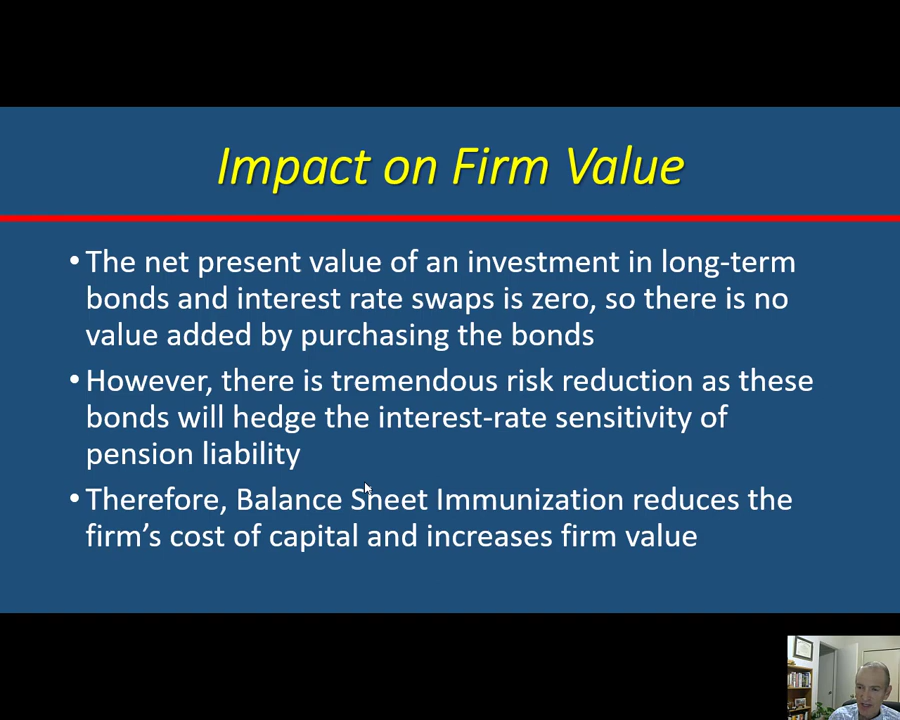 Impact on Firm Value
• The net present value of an investment in long-term
bonds and interest rate swaps is zero, so there is no
value added by purchasing the bonds
• However, there is tremendous risk reduction as these
bonds will hedge the interest-rate sensitivity of
pension liability
• Therefore, Balance Sheet Immunization reduces the
firm's cost of capital and increases firm value